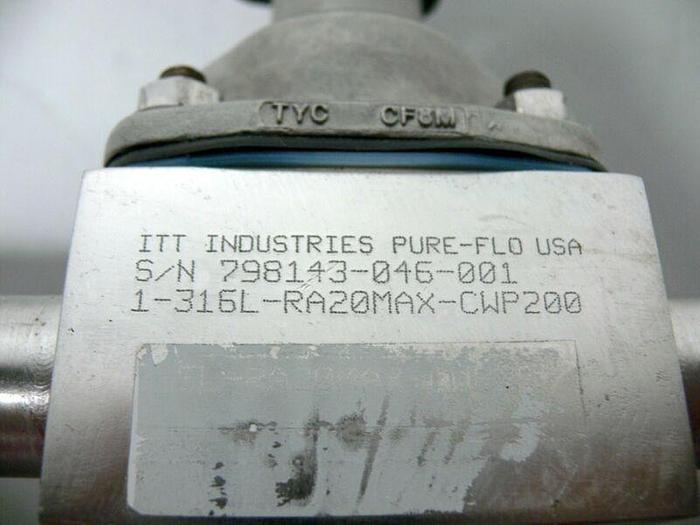 TYC CF8M
ITT INDUSTRIES PURE-FLO USA
S/N 798143-046-001
1-316L-RA20MAX-CWP200